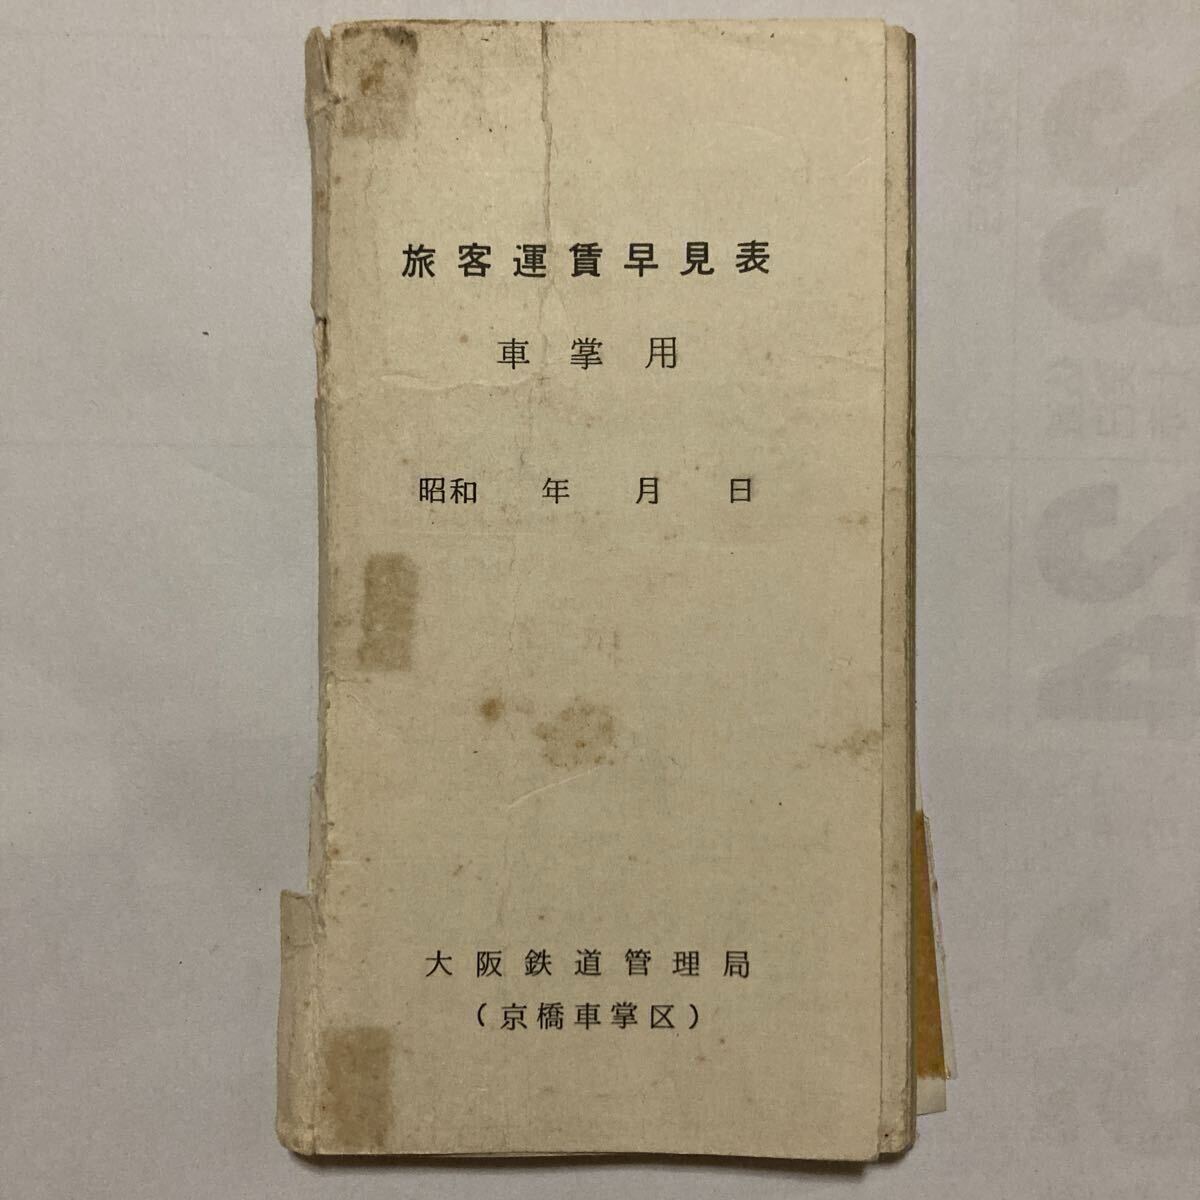 旅客運賃早見表
車掌用
昭和　年　月　日
大阪鉄道管理局
(京橋車掌区)